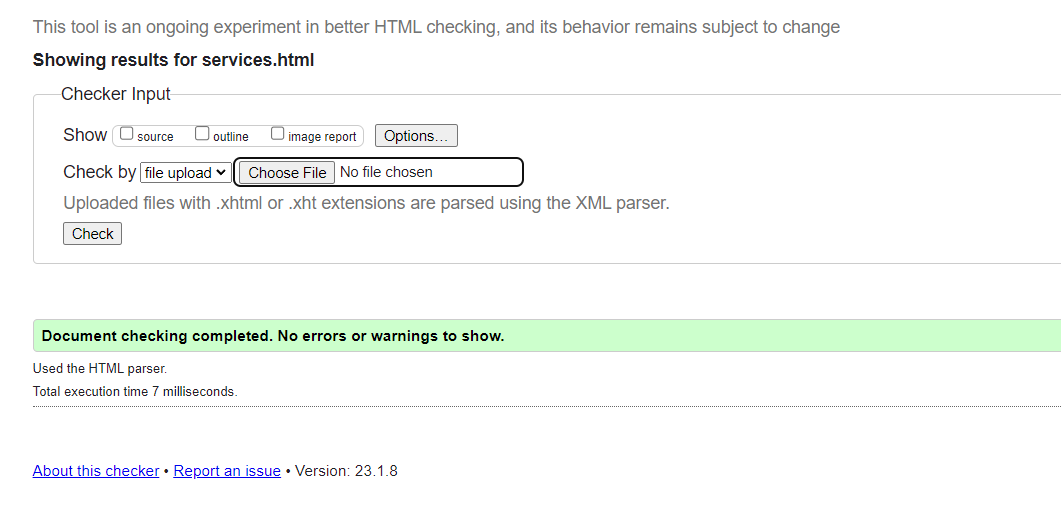 This tool is an ongoing experiment in better HTML checking, and its behavior remains subject to change
Showing results for services.html
Checker Input
Show source outline image report Options...
Check by file upload Choose File No file chosen
Uploaded files with .xhtml or .xht extensions are parsed using the XML parser.
Check
Document checking completed. No errors or warnings to show.
Used the HTML parser.
Total execution time 7 milliseconds.
About this checker • Report an issue • Version: 23.1.8